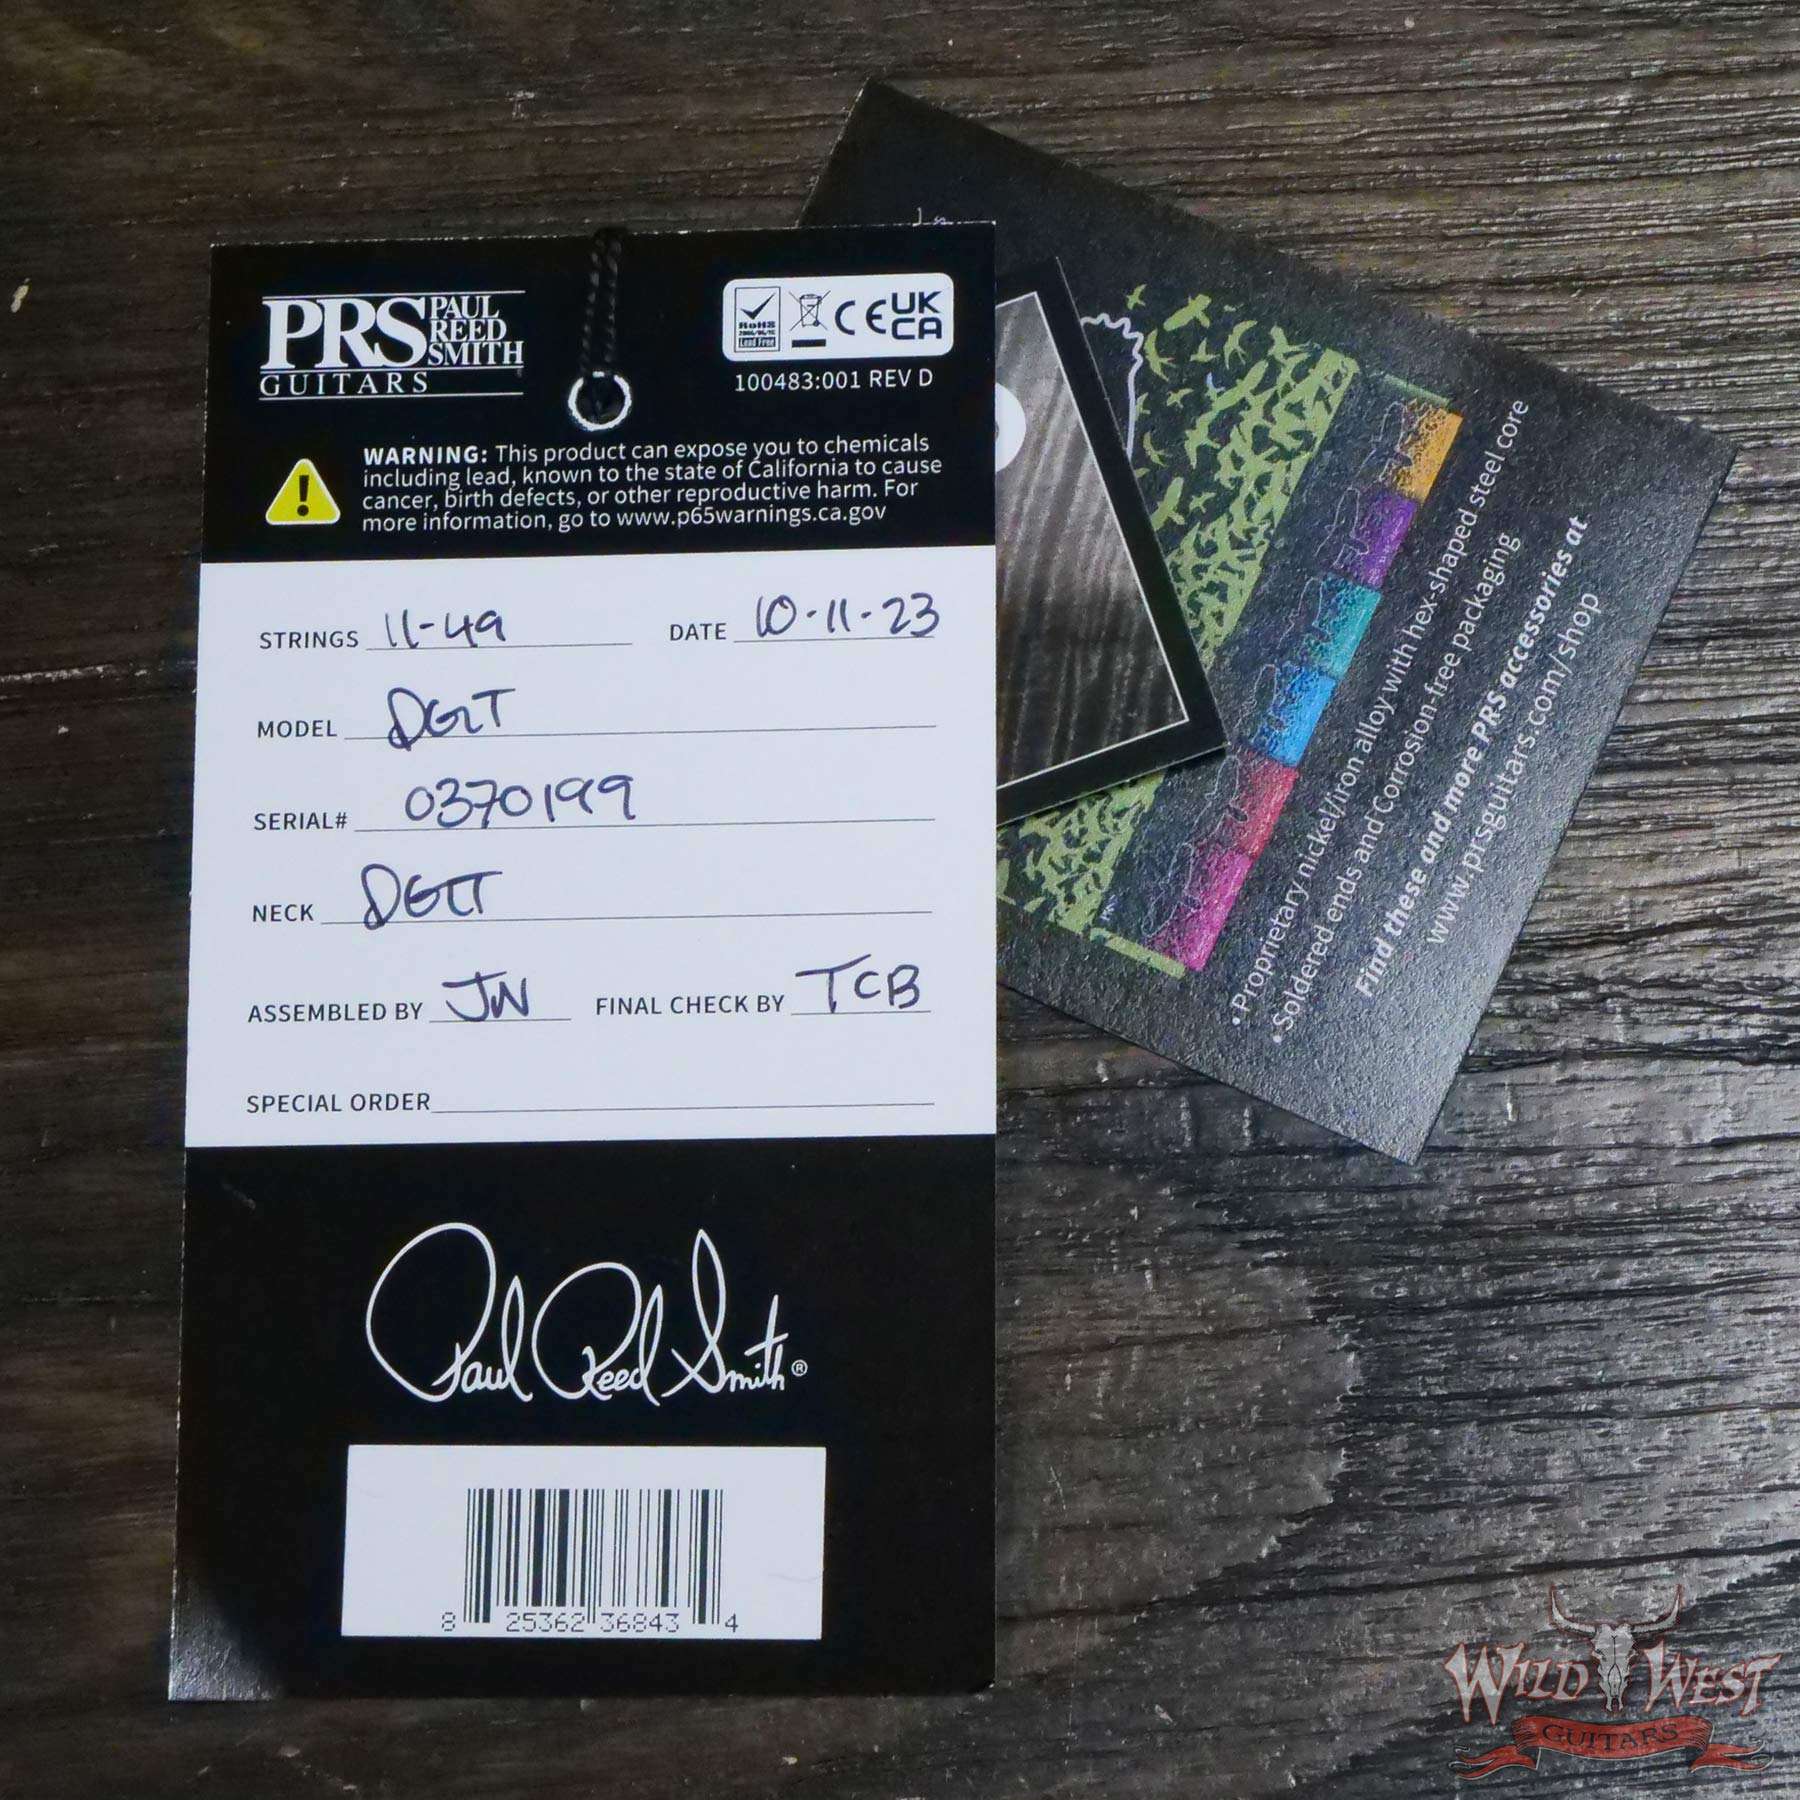 PRS PAUL
REED
SMITH
GUITARS
RoHS
2006/66/EC
Lead Free
CE UK
CA
100483:001 REV D
WARNING: This product can expose you to chemicals
including lead, known to the state of California to cause
cancer, birth defects, or other reproductive harm. For
more information, go to www.p65warnings.ca.gov
STRINGS 11-49 DATE 10-11-23
MODEL DGLT
SERIAL# 0370199
NECK DGLT
ASSEMBLED BY JW FINAL CHECK BY TCB
SPECIAL ORDER
Paul Reed Smith®
8 25362 36843 4
•Proprietary nickel/iron alloy with hex-shaped steel core
•Soldered ends and Corrosion-free packaging
Find these and more PRS accessories at
www.prsguitars.com/shop
WILD WEST
GUITARS